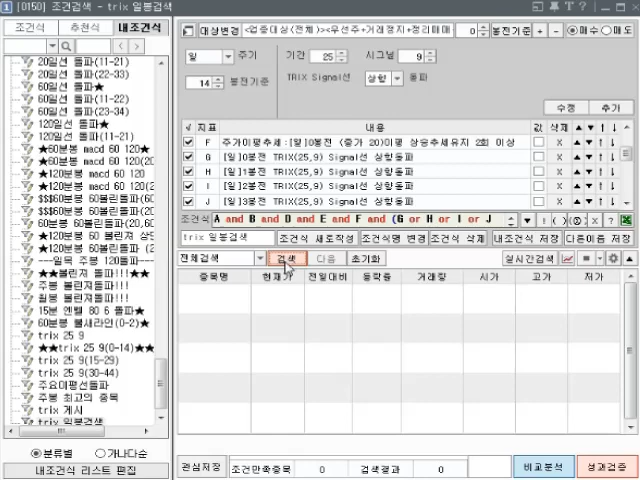 [0150] 조건검색 - trix 일봉검색
조건식 추천식 내조건식
20일선 돌파(11-21)
20일선 돌파(22-33)
60일선 돌파★
60일선 돌파(11-22)
60일선 돌파(23-34)
120일선 돌파★
120일선 돌파(11-21)
★60분봉 macd 60 120★
★60분봉 macd 60 120(20
★120분봉 macd 60 120
★120분봉 macd 60 120(2
$$$60분봉 60볼린돌파(60
$$$60분봉 60볼린돌파(20
60분봉 60볼린돌파(20,60
★120분봉 60 볼린저 상단
★120분봉 60볼린돌파 (2
---일목 주봉 120돌파---
★★볼린저 돌파!!!★★
주봉 볼린저돌파!!!
월봉 볼린저돌파!!!
15분 엔벨 80 6 돌파★
60분봉 불새라인(0-2)★
trix 25 9
★★trix 25 9(0-14)★★
trix 25 9(15-29)
trix 25 9(30-44)
주요이평선돌파
주봉 최고의 종목
trix 게시
trix 일봉검색
분류별 가나다순
내조건식 리스트 편집
대상변경 <업종대상(전체)><우선주+거래정지+정리매매 0 봉전기준 + - 매수 매도
일 주기 기간 25 시그널 9
14 봉전기준 TRIX Signal선 상향 돌파
수정 추가
√ 지표 내용 값 삭제 ▲ ▼ ↑ ↓
F 주가이평추세:[일]0봉전 (종가 20)이평 상승추세유지 2회 이상 X ▲ ▼ ↑ ↓
G [일]0봉전 TRIX(25,9) Signal선 상향돌파 X ▲ ▼ ↑ ↓
H [일]1봉전 TRIX(25,9) Signal선 상향돌파 X ▲ ▼ ↑ ↓
I [일]2봉전 TRIX(25,9) Signal선 상향돌파 X ▲ ▼ ↑ ↓
J [일]3봉전 TRIX(25,9) Signal선 상향돌파 X ▲ ▼ ↑ ↓
조건식 A and B and D and E and F and (G or H or I or J ! ( ) X ?
trix 일봉검색 조건식 새로작성 조건식명 변경 조건식 삭제 내조건식 저장 다른이름 저장
전체검색 검색 다음 초기화 실시간검색
종목명 현재가 전일대비 등락률 거래량 시가 고가 저가
관심저장 조건만족종목 0 검색결과 0 비교분석 성과검증